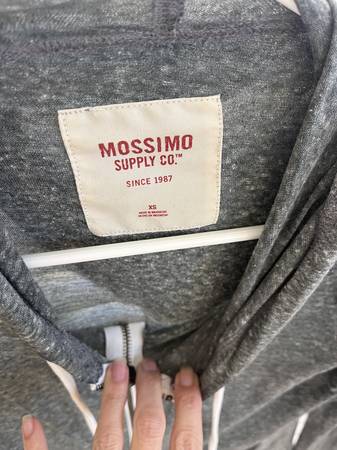 MOSSIMO
SUPPLY CO.™
SINCE 1987
XS